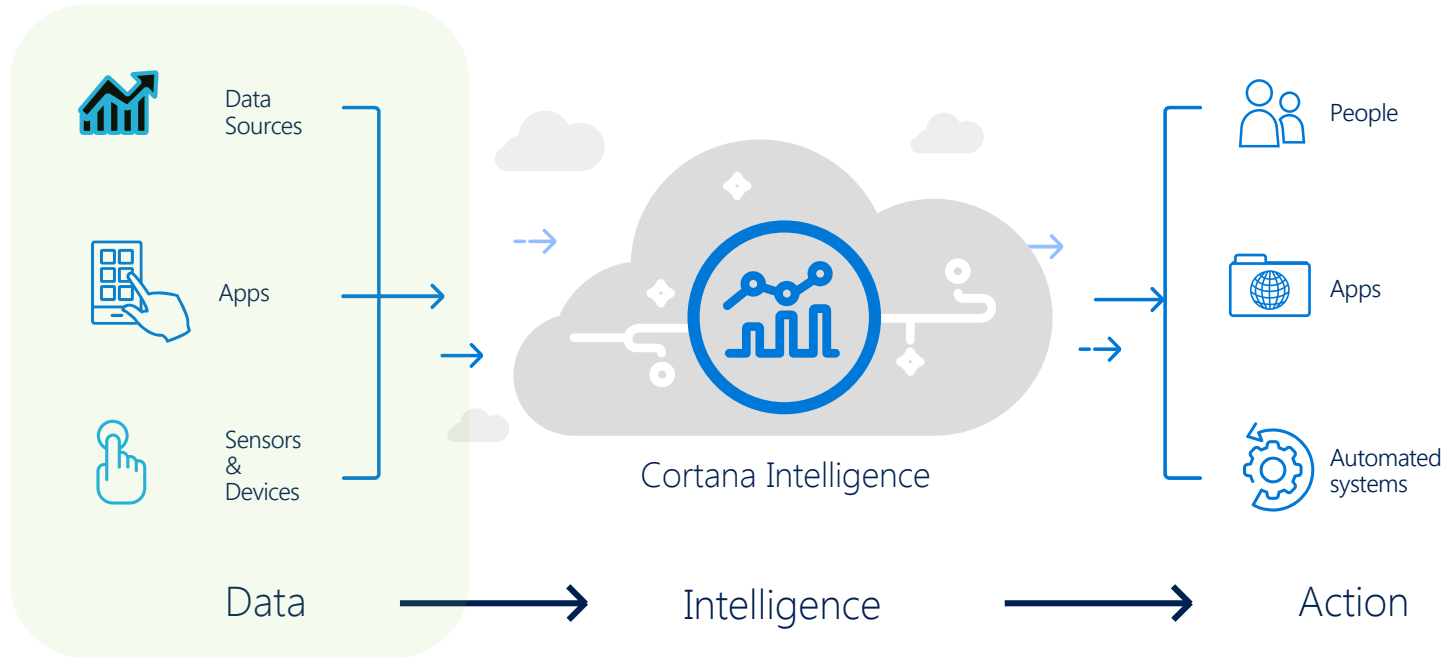 Data
Sources
Apps
Sensors
&
Devices
Cortana Intelligence
People
Apps
Automated
systems
Data
Intelligence
Action